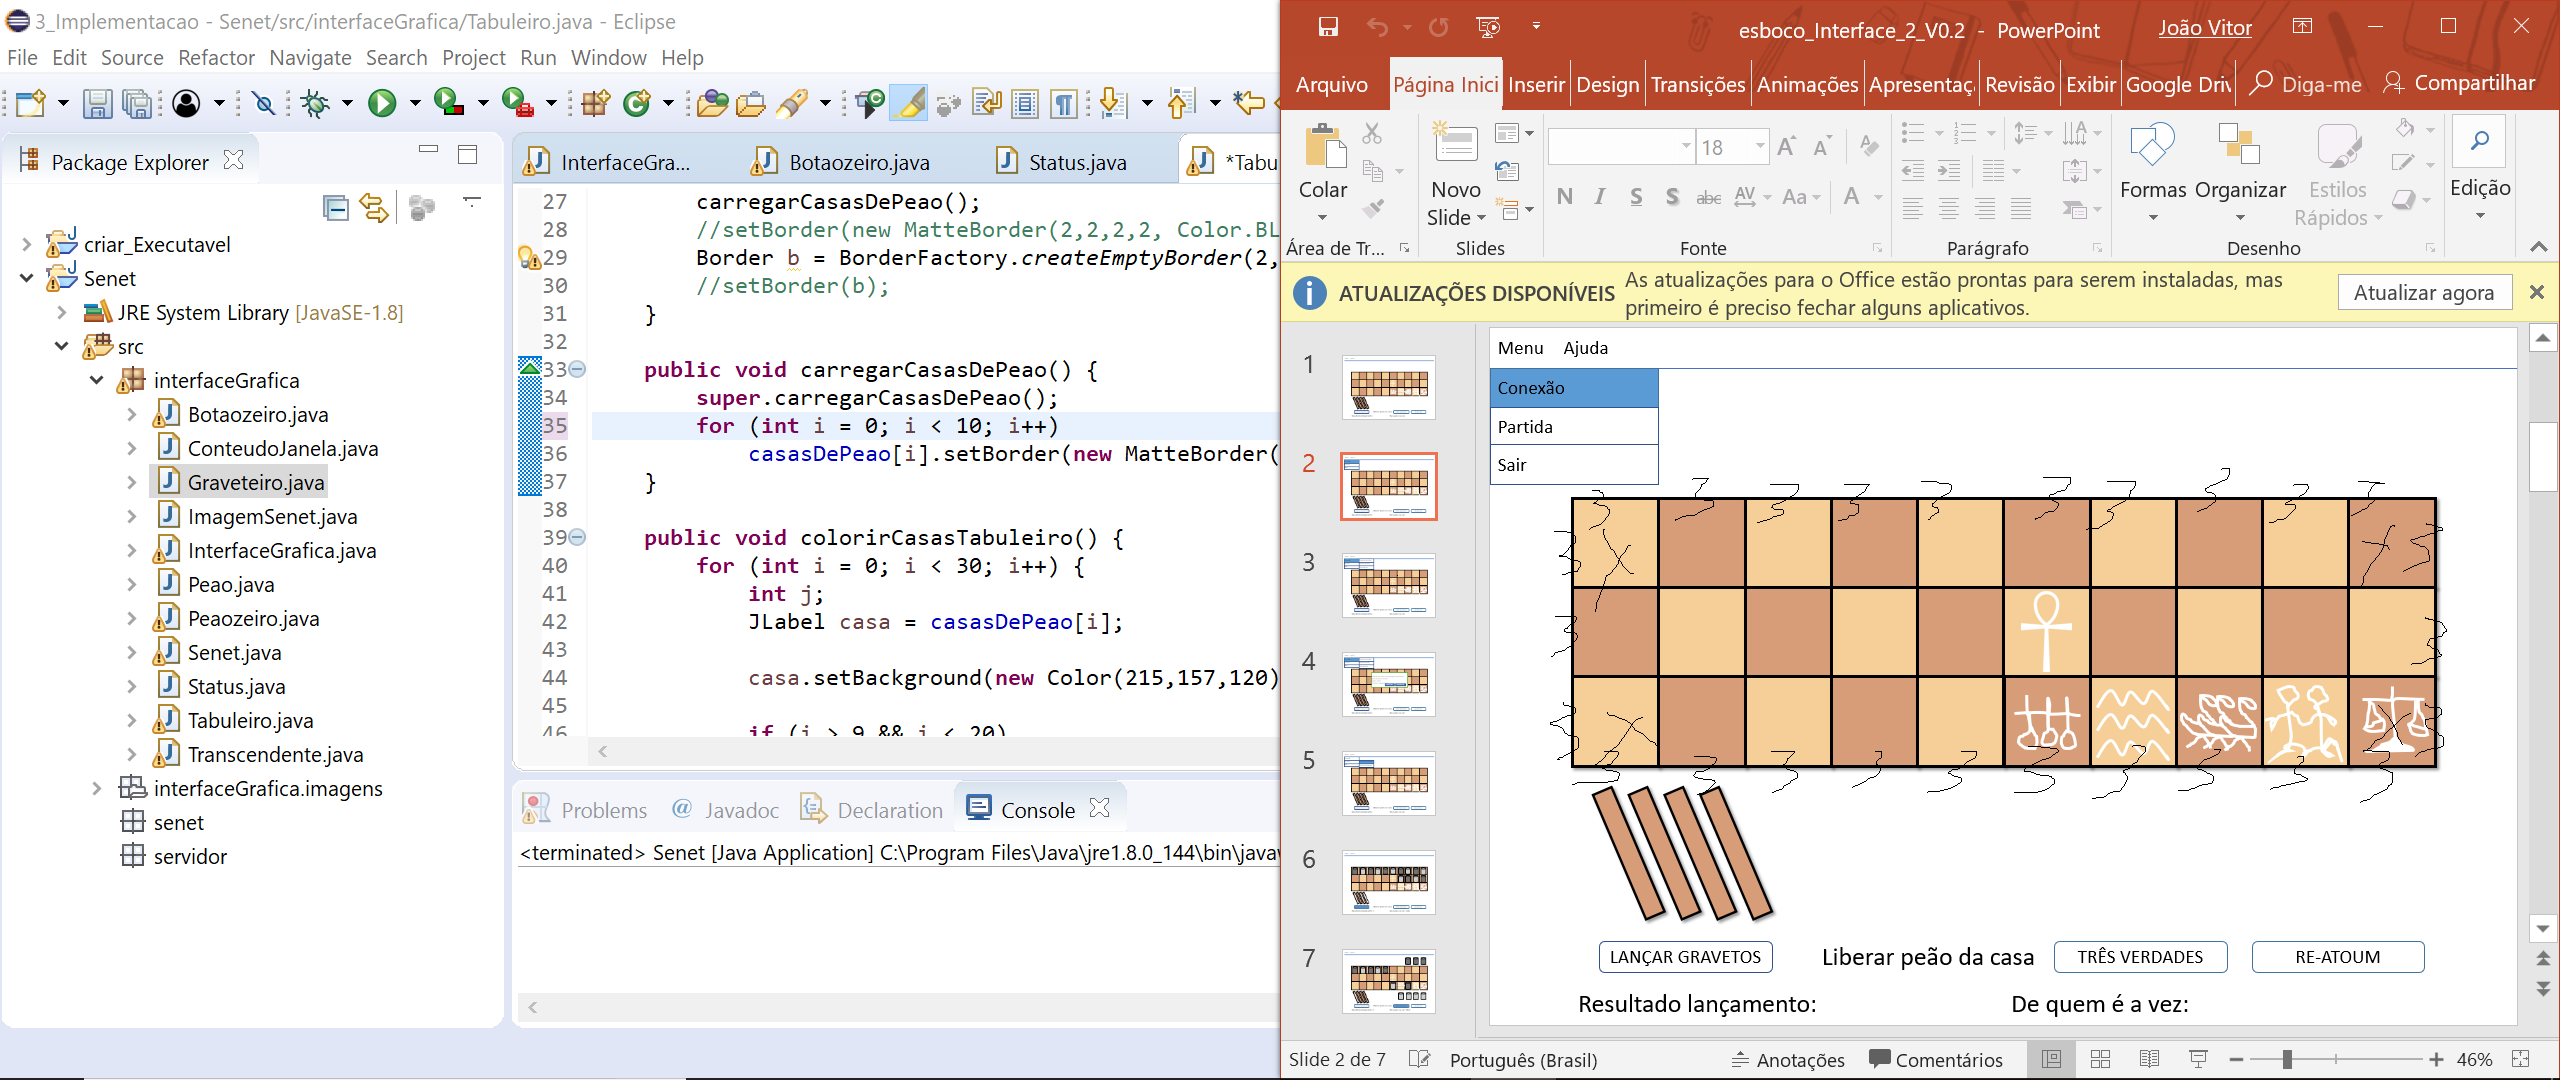 3_Implementacao - Senet/src/interfaceGrafica/Tabuleiro.java - Eclipse
File Edit Source Refactor Navigate Search Project Run Window Help
Package Explorer
criar_Executavel
Senet
JRE System Library [JavaSE-1.8]
src
interfaceGrafica
Botaozeiro.java
ConteudoJanela.java
Graveteiro.java
ImagemSenet.java
InterfaceGrafica.java
Peao.java
Peaozeiro.java
Senet.java
Status.java
Tabuleiro.java
Transcendente.java
interfaceGrafica.imagens
senet
servidor
InterfaceGra... Botaozeiro.java Status.java *Tabu
27 carregarCasasDePeao();
28 //setBorder(new MatteBorder(2,2,2,2, Color.BL
29 Border b = BorderFactory.createEmptyBorder(2,
30 //setBorder(b);
31 }
32
33 public void carregarCasasDePeao() {
34 super.carregarCasasDePeao();
35 for (int i = 0; i < 10; i++)
36 casasDePeao[i].setBorder(new MatteBorder(
37 }
38
39 public void colorirCasasTabuleiro() {
40 for (int i = 0; i < 30; i++) {
41 int j;
42 JLabel casa = casasDePeao[i];
43
44 casa.setBackground(new Color(215,157,120)
45
46 if (i > 9 && i < 20)
Problems @ Javadoc Declaration Console
<terminated> Senet [Java Application] C:\Program Files\Java\jre1.8.0_144\bin\javaw
esboco_Interface_2_V0.2 - PowerPoint
João Vitor
Arquivo Página Inici Inserir Design Transições Animações Apresentaç Revisão Exibir Google Driv Diga-me Compartilhar
Colar
Área de Tr...
Novo Slide
Slides
18
N I S S abc AV Aa A
Fonte
Parágrafo
Formas Organizar Estilos Rápidos
Desenho
Edição
ATUALIZAÇÕES DISPONÍVEIS As atualizações para o Office estão prontas para serem instaladas, mas primeiro é preciso fechar alguns aplicativos. Atualizar agora
1
2
3
4
5
6
7
Menu Ajuda
Conexão
Partida
Sair
LANÇAR GRAVETOS Liberar peão da casa TRÊS VERDADES RE-ATOUM
Resultado lançamento: De quem é a vez:
Slide 2 de 7 Português (Brasil) Anotações Comentários 46%